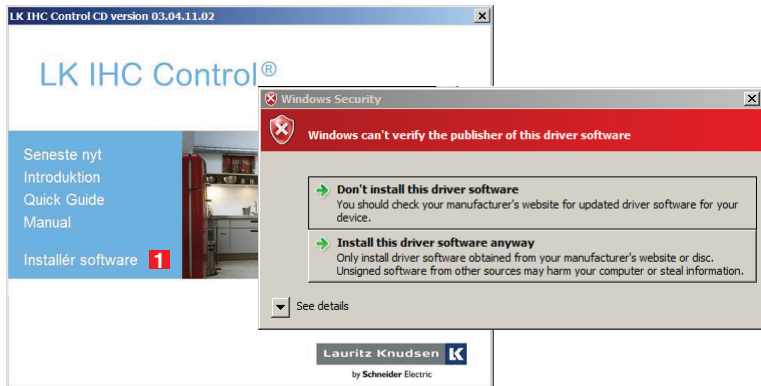 LK IHC Control CD version 03.04.11.02
LK IHC Control®
Seneste nyt
Introduktion
Quick Guide
Manual
Installér software 1
Windows Security
Windows can't verify the publisher of this driver software
Don't install this driver software
You should check your manufacturer's website for updated driver software for your
device.
Install this driver software anyway
Only install driver software obtained from your manufacturer's website or disc.
Unsigned software from other sources may harm your computer or steal information.
See details
Lauritz Knudsen
by Schneider Electric